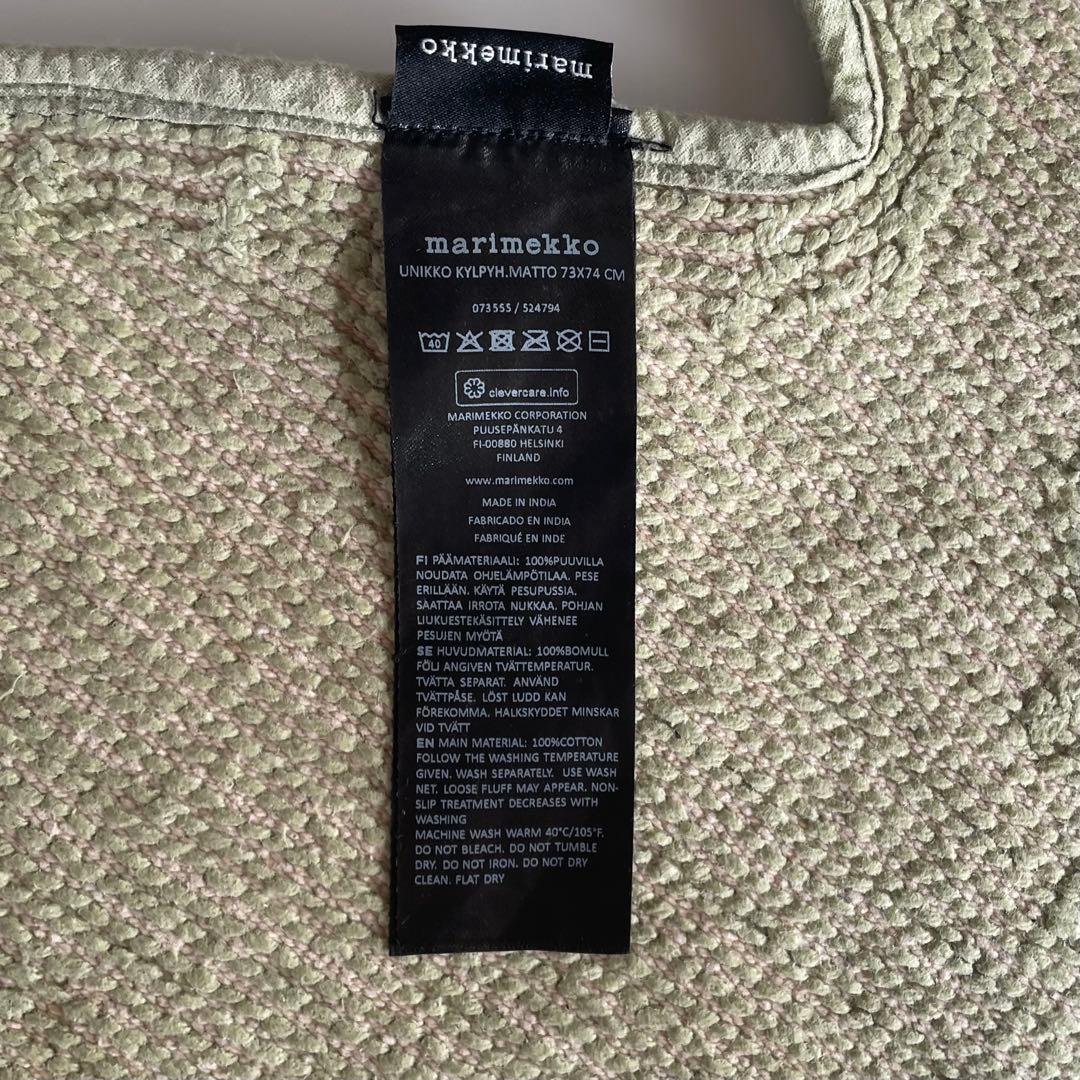 marimekko
marimekko
UNIKKO KYLPYH.MATTO 73X74 CM
073555 / 524794
40
clevercare.info
MARIMEKKO CORPORATION
PUUSEPÄNKATU 4
FI-00880 HELSINKI
FINLAND
www.marimekko.com
MADE IN INDIA
FABRICADO EN INDIA
FABRIQUÉ EN INDE
FI PÄÄMATERIAALI: 100%PUUVILLA
NOUDATA OHJELÄMPÖTILAA. PESE
ERILLÄÄN. KÄYTÄ PESUPUSSIA.
SAATTAA IRROTA NUKKAA. POHJAN
LIUKUESTEKÄSITTELY VÄHENEE
PESUJEN MYÖTÄ
SE HUVUDMATERIAL: 100%BOMULL
FÖLJ ANGIVEN TVÄTTEMPERATUR.
TVÄTTA SEPARAT. ANVÄND
TVÄTTPÅSE. LÖST LUDD KAN
FÖREKOMMA. HALKSKYDDET MINSKAR
VID TVÄTT
EN MAIN MATERIAL: 100%COTTON
FOLLOW THE WASHING TEMPERATURE
GIVEN. WASH SEPARATELY. USE WASH
NET. LOOSE FLUFF MAY APPEAR. NON-
SLIP TREATMENT DECREASES WITH
WASHING
MACHINE WASH WARM 40°C/105°F.
DO NOT BLEACH. DO NOT TUMBLE
DRY. DO NOT IRON. DO NOT DRY
CLEAN. FLAT DRY